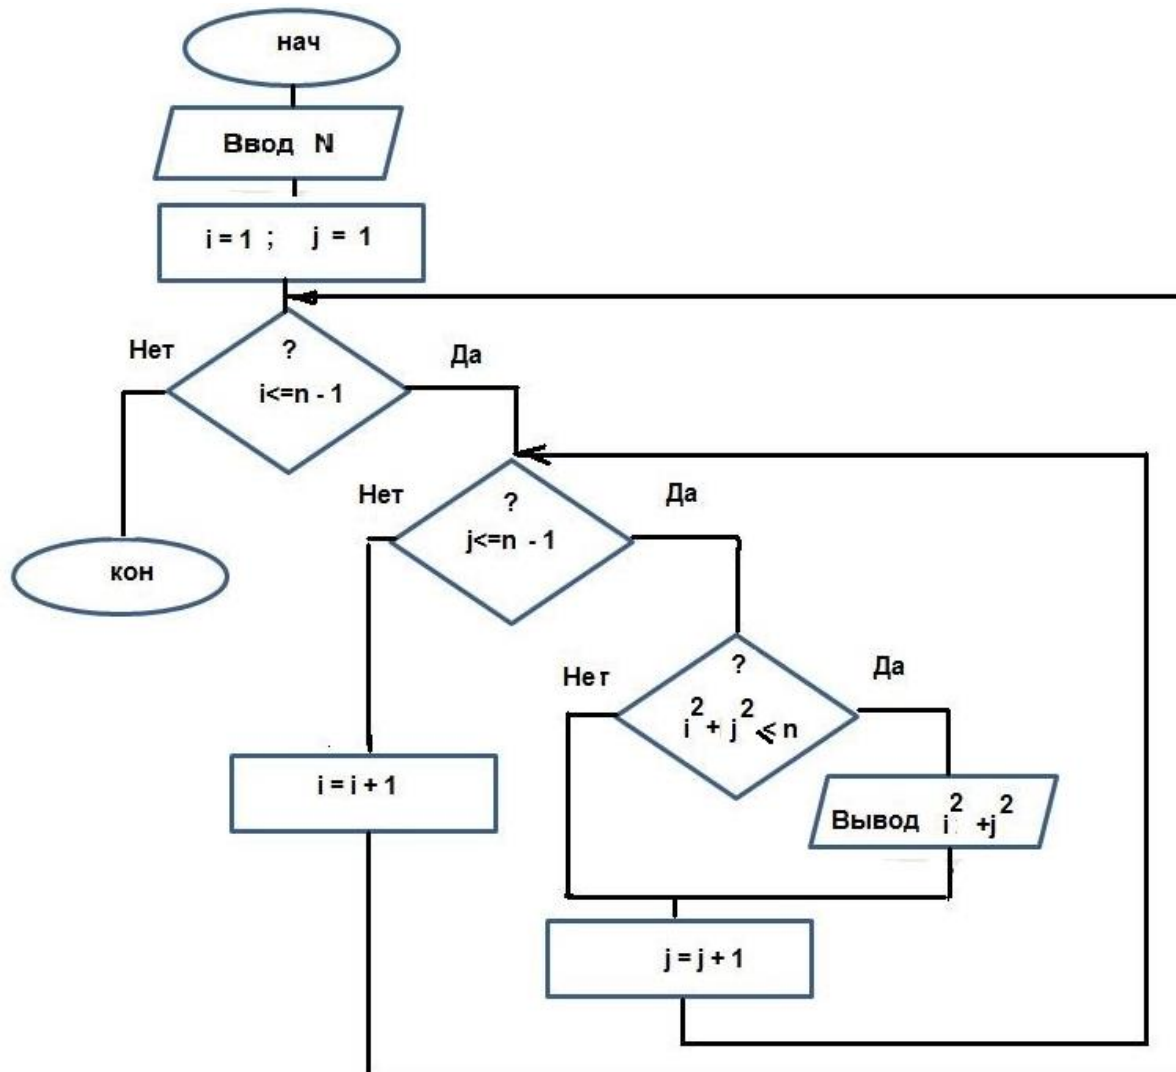 нач
Ввод N
i = 1 ; j = 1
Нет
?
Да
i<=n - 1
Нет
?
Да
j<=n - 1
кон
Нет
?
Да
i² + j² ⩽ n
i = i + 1
Вывод i² +j²
j = j + 1